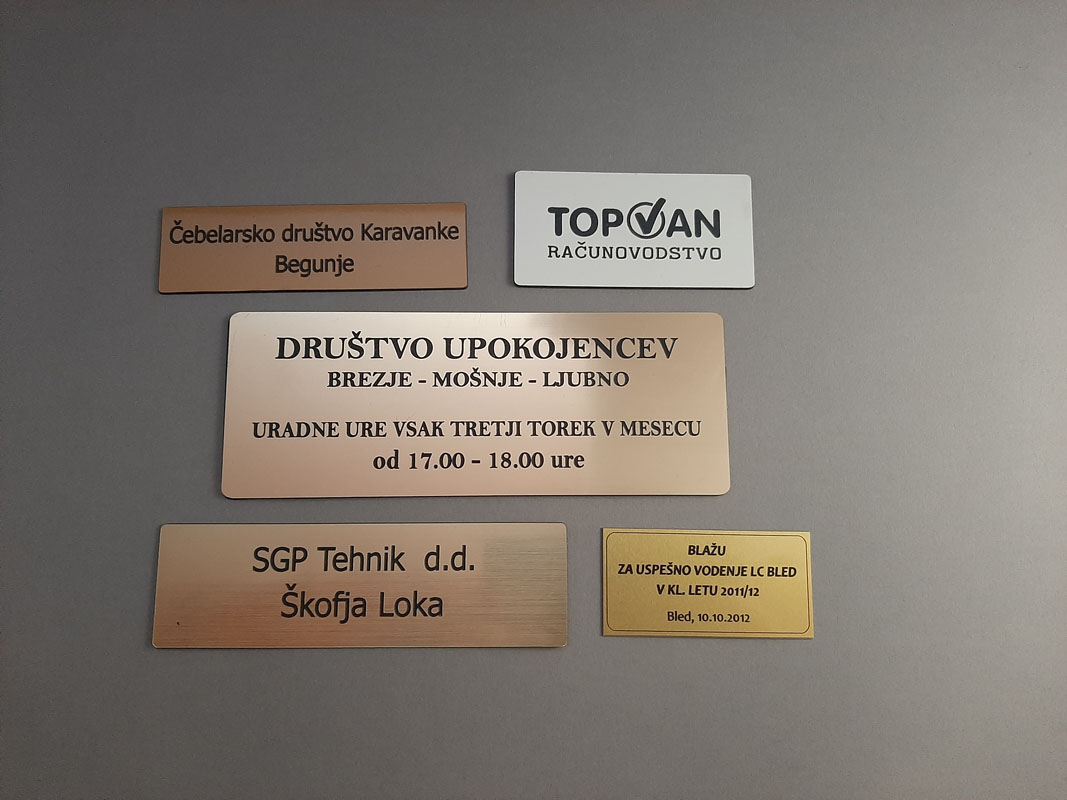 Čebelarsko društvo Karavanke
Begunje
TOPVAN
RAČUNOVODSTVO
DRUŠTVO UPOKOJENCEV
BREZJE - MOŠNJE - LJUBNO
URADNE URE VSAK TRETJI TOREK V MESECU
od 17.00 - 18.00 ure
SGP Tehnik d.d.
Škofja Loka
BLAŽU
ZA USPEŠNO VODENJE LC BLED
V KL. LETU 2011/12
Bled, 10.10.2012